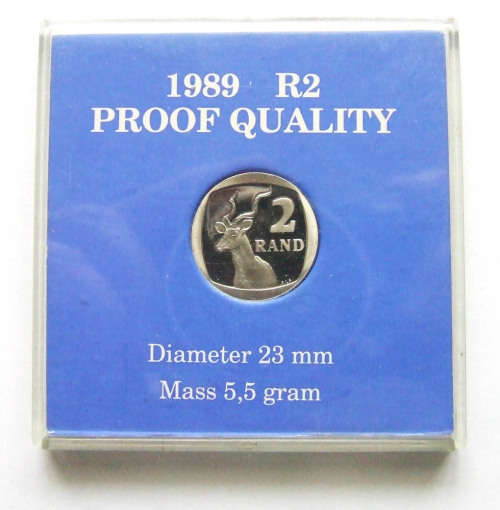 1989 R2
PROOF QUALITY
2
RAND
Diameter 23 mm
Mass 5,5 gram